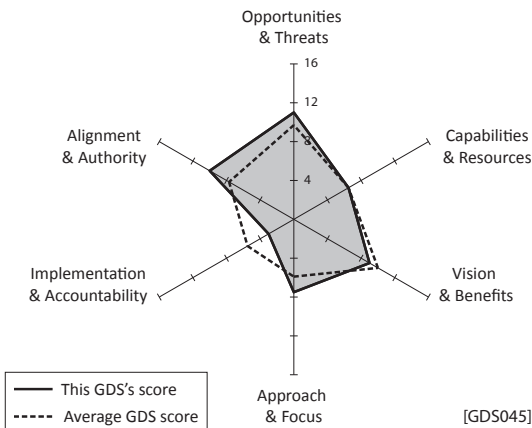 Opportunities
& Threats
16
12
8
4
Alignment
& Authority
Capabilities
& Resources
Implementation
& Accountability
Vision
& Benefits
This GDS's score
Average GDS score
Approach
& Focus
[GDS045]